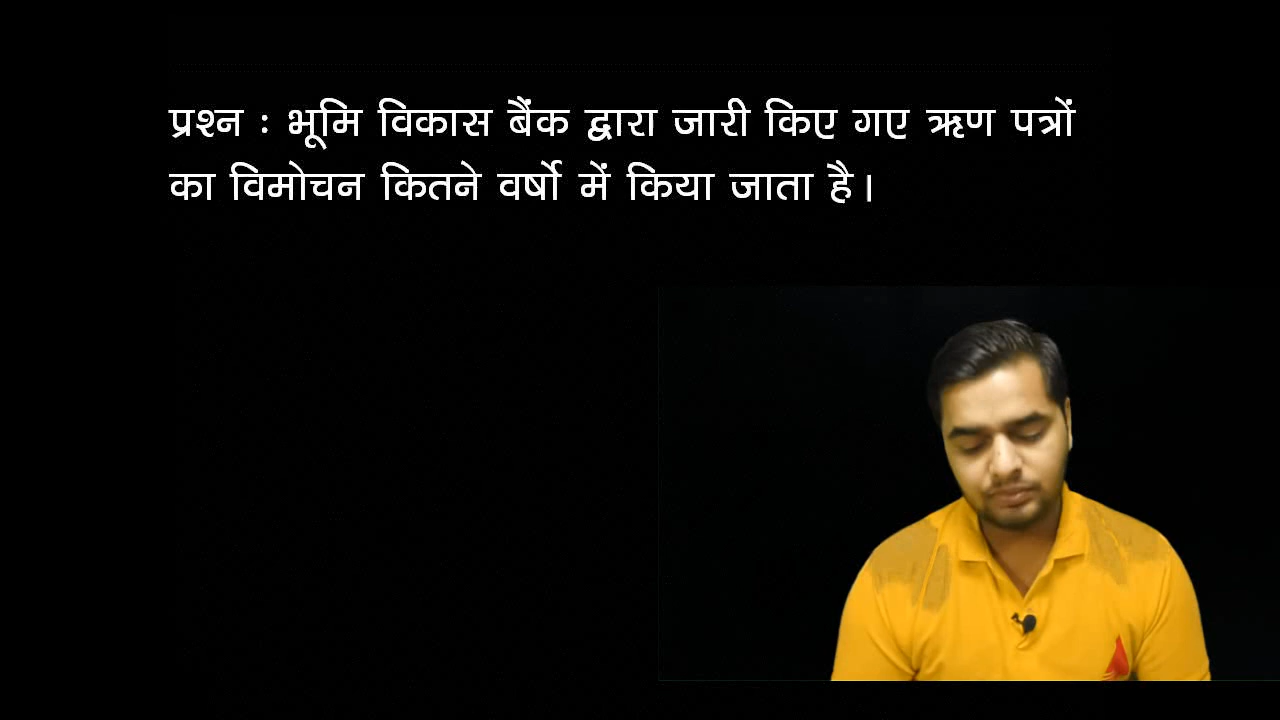 प्रश्न : भूमि विकास बैंक द्वारा जारी किए गए ऋण पत्रों
का विमोचन कितने वर्षो में किया जाता है।